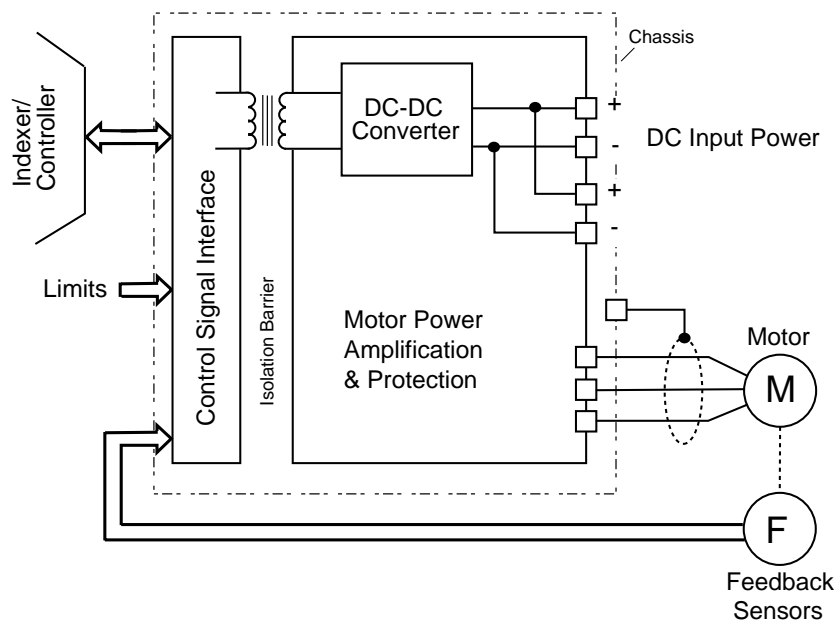 Chassis
Indexer/
Controller
DC-DC
Converter
+
-
+
-
DC Input Power
Control Signal Interface
Isolation Barrier
Limits
Motor Power
Amplification
& Protection
Motor
M
F
Feedback
Sensors